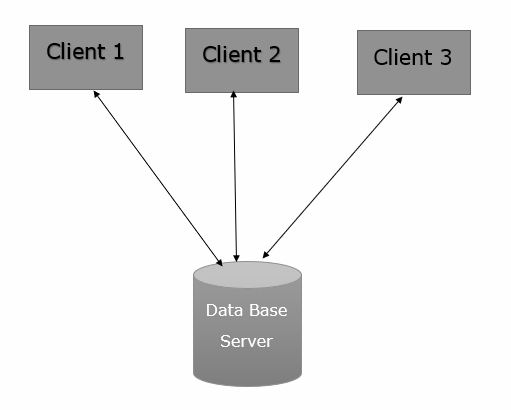 Client 1
Client 2
Client 3
Data Base
Server